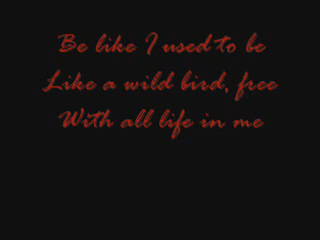 Be like I used to be
Like a wild bird, free
With all life in me